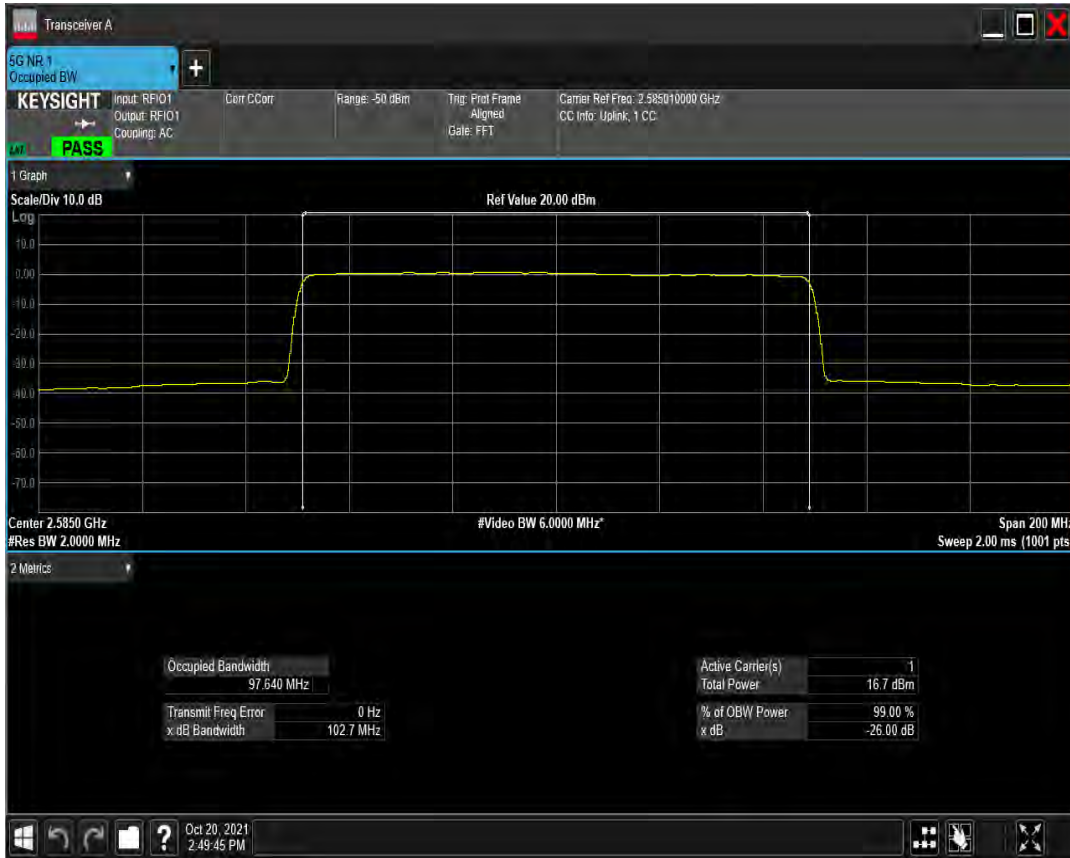 Transceiver A
5G NR 1
Occupied BW
+
KEYSIGHT
Input: RFIO1
Output: RFIO1
Coupling: AC
Corr CCorr
Range: -50 dBm
Trig: Prot Frame
Aligned
Gate: FFT
Carrier Ref Freq: 2.585010000 GHz
CC Info: Uplink, 1 CC
PASS
1 Graph
Scale/Div 10.0 dB
Ref Value 20.00 dBm
Log
10.0
0.00
-10.0
-20.0
-30.0
-40.0
-50.0
-60.0
-70.0
Center 2.5850 GHz
#Video BW 6.0000 MHz*
Span 200 MHz
#Res BW 2.0000 MHz
Sweep 2.00 ms (1001 pts
2 Metrics
Occupied Bandwidth
97.640 MHz
Transmit Freq Error 0 Hz
x dB Bandwidth 102.7 MHz
Active Carrier(s) 1
Total Power 16.7 dBm
% of OBW Power 99.00 %
x dB -26.00 dB
?
Oct 20, 2021
2:49:45 PM